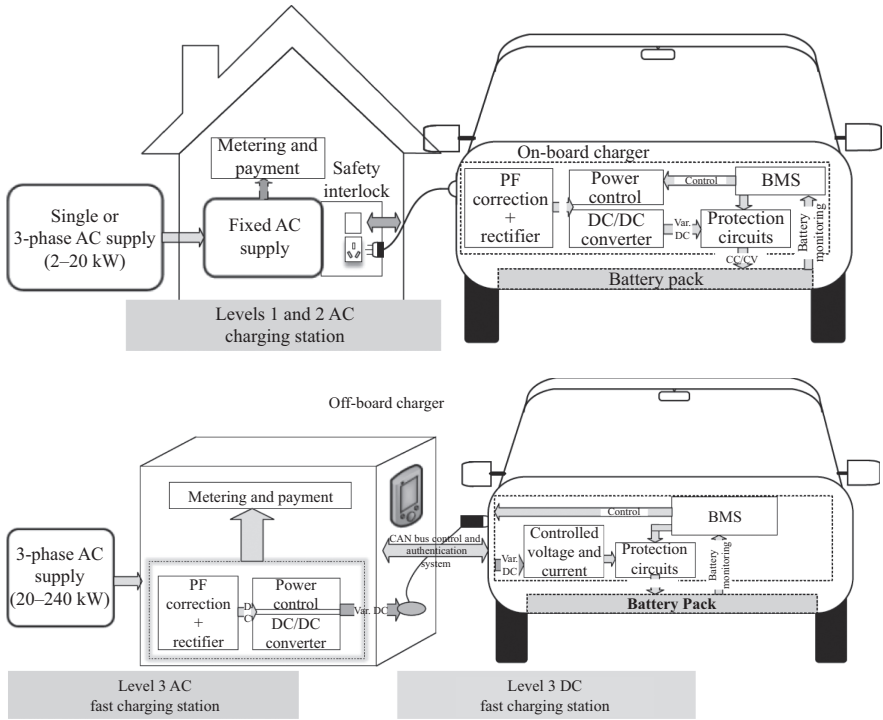 On-board charger
Metering and
payment
Safety
interlock
PF
correction
+
rectifier
Power
control
Control
BMS
Single or
3-phase AC supply
(2–20 kW)
Fixed AC
supply
DC/DC
converter
Var.
DC
Protection
circuits
Battery
monitoring
CC/CV
Battery pack
Levels 1 and 2 AC
charging station
Off-board charger
Metering and payment
Control
BMS
CAN bus control and
authentication
system
3-phase AC
supply
(20–240 kW)
Var.
DC
Controlled
voltage and
current
Protection
circuits
Battery
monitoring
PF
correction
+
rectifier
Power
control
DC/DC
converter
Var. DC
Battery Pack
Level 3 AC
fast charging station
Level 3 DC
fast charging station